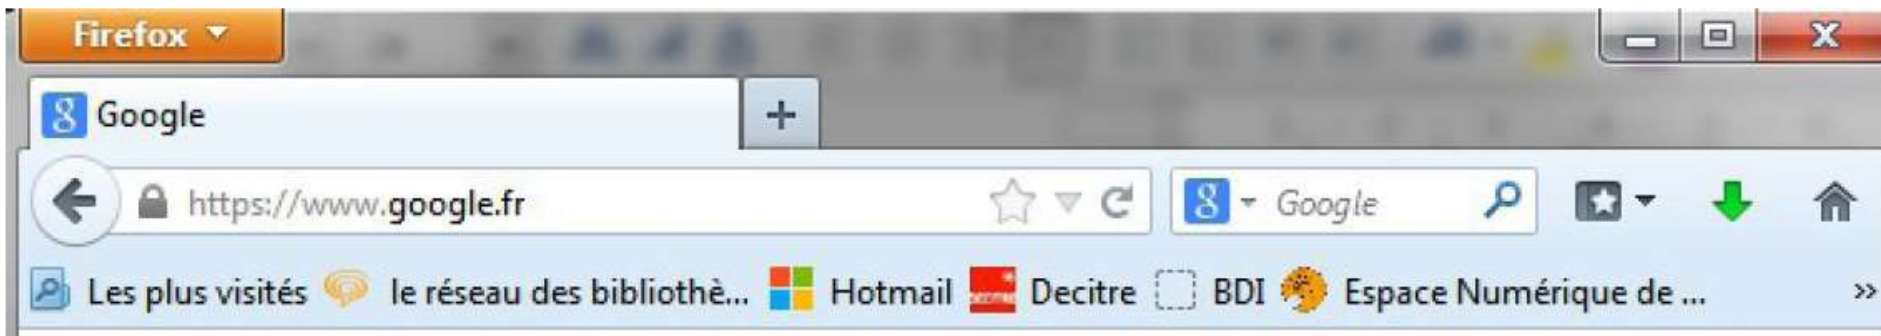 Firefox
Google
https://www.google.fr
Google
Les plus visités le réseau des bibliothè... Hotmail Decitre BDI Espace Numérique de ... »